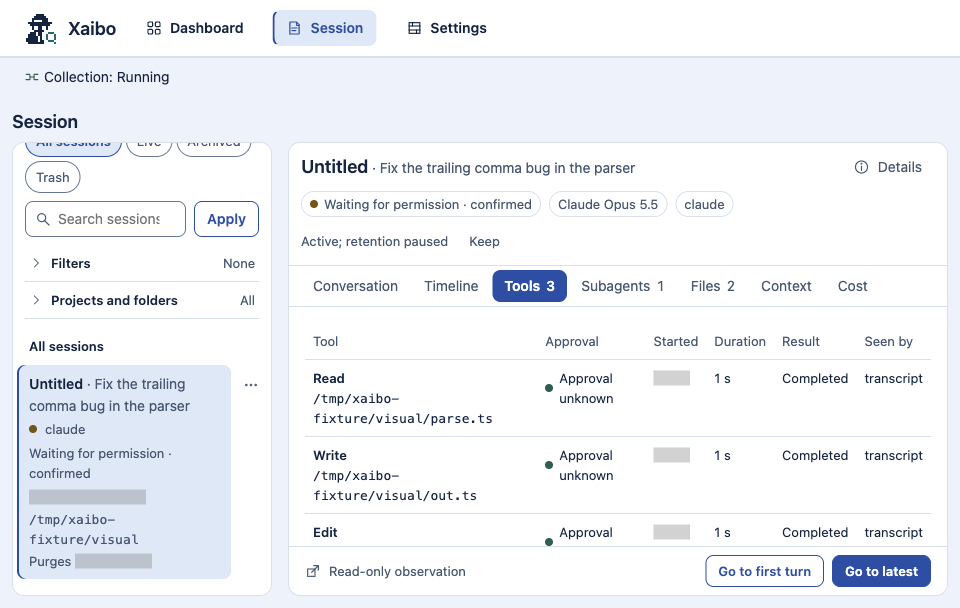 Xaibo
Dashboard
Session
Settings
Collection: Running
Session
All sessions
Live
Archived
Trash
Search sessions
Apply
Filters
None
Projects and folders
All
All sessions
Untitled · Fix the trailing
comma bug in the parser
claude
Waiting for permission ·
confirmed
/tmp/xaibo-
fixture/visual
Purges
Untitled · Fix the trailing comma bug in the parser
Details
Waiting for permission · confirmed
Claude Opus 5.5
claude
Active; retention paused
Keep
Conversation
Timeline
Tools 3
Subagents 1
Files 2
Context
Cost
Tool
Approval
Started
Duration
Result
Seen by
Read
/tmp/xaibo-
fixture/visual/parse.ts
Approval
unknown
1 s
Completed
transcript
Write
/tmp/xaibo-
fixture/visual/out.ts
Approval
unknown
1 s
Completed
transcript
Edit
Approval
1 s
Completed
transcript
Read-only observation
Go to first turn
Go to latest